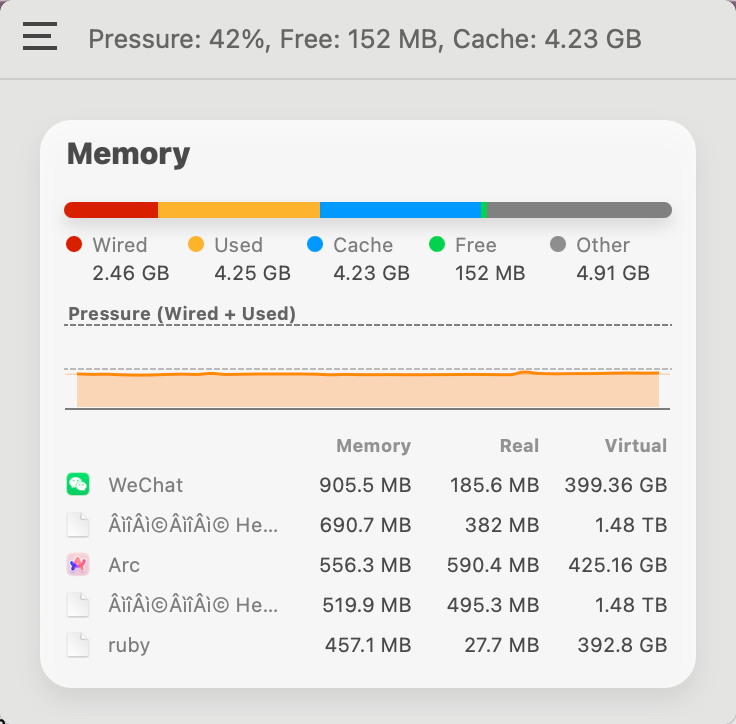 Pressure: 42%, Free: 152 MB, Cache: 4.23 GB
Memory
Wired Used Cache Free Other
2.46 GB 4.25 GB 4.23 GB 152 MB 4.91 GB
Pressure (Wired + Used)
Memory Real Virtual
WeChat 905.5 MB 185.6 MB 399.36 GB
ÂìîÂì©ÂìîÂì© He... 690.7 MB 382 MB 1.48 TB
Arc 556.3 MB 590.4 MB 425.16 GB
ÂìîÂì©ÂìîÂì© He... 519.9 MB 495.3 MB 1.48 TB
ruby 457.1 MB 27.7 MB 392.8 GB